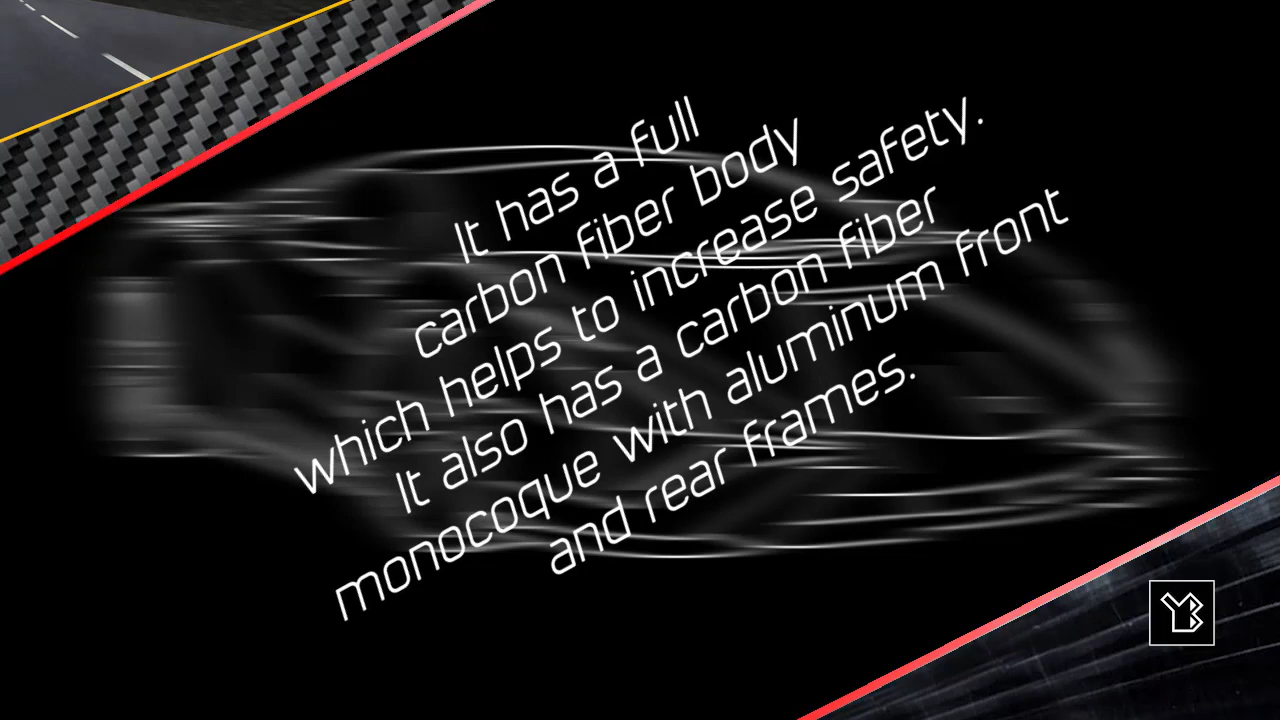 It has a full
carbon fiber body
which helps to increase safety.
It also has a carbon fiber
monocoque with aluminum front
and rear frames.